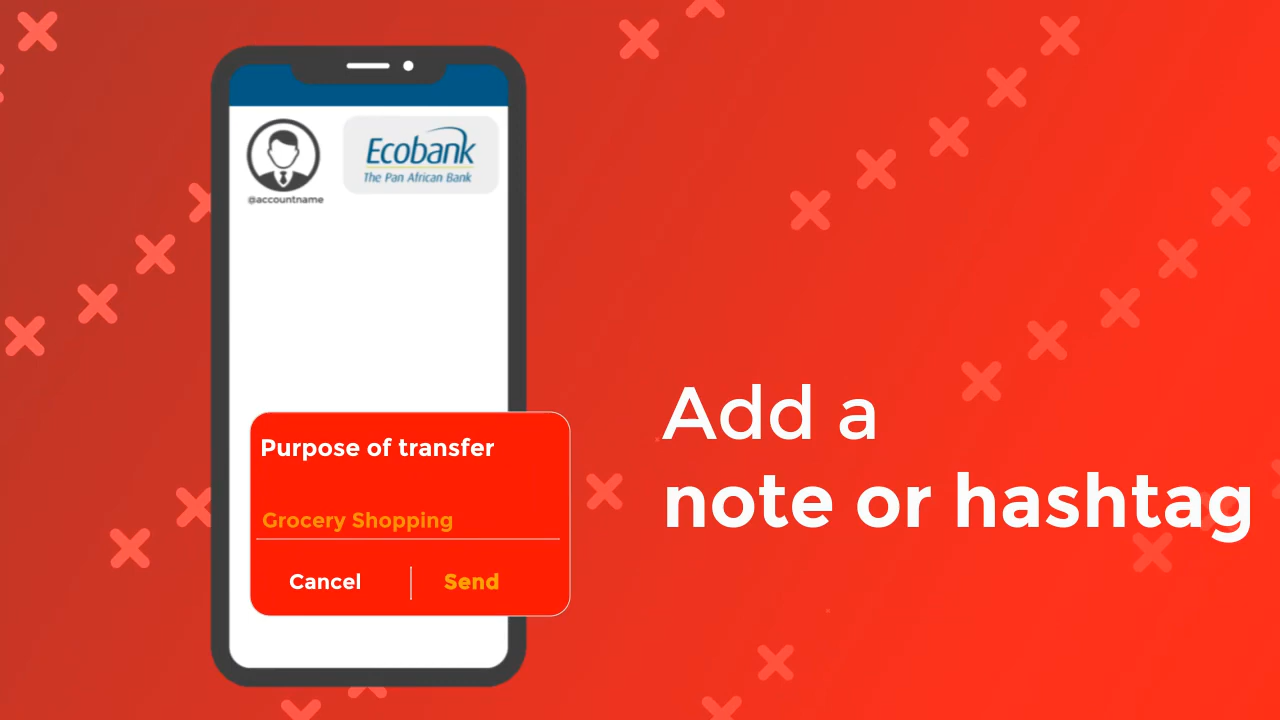 Ecobank
The Pan African Bank
@accountname
Purpose of transfer
Grocery Shopping
Cancel
Send
Add a
note or hashtag